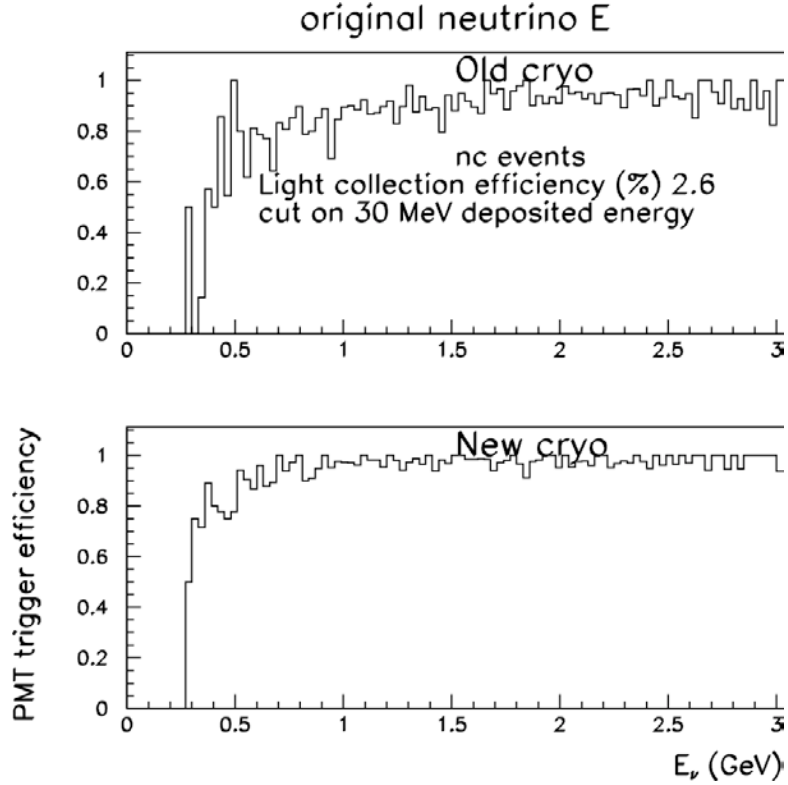 original neutrino E
Old cryo
nc events
Light collection efficiency (%) 2.6
cut on 30 MeV deposited energy
1
0.8
0.6
0.4
0.2
0
0 0.5 1 1.5 2 2.5 3
New cryo
PMT trigger efficiency
1
0.8
0.6
0.4
0.2
0
0 0.5 1 1.5 2 2.5 3
Eᵥ (GeV)